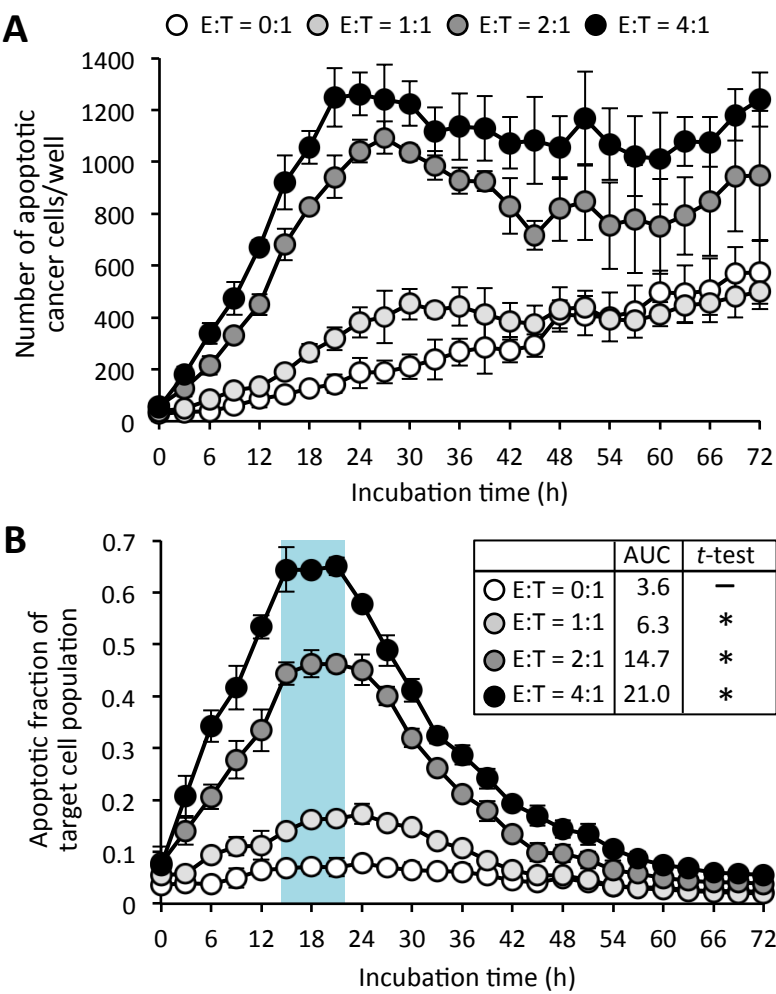 A
E:T = 0:1 E:T = 1:1 E:T = 2:1 E:T = 4:1
Number of apoptotic
cancer cells/well
1400
1200
1000
800
600
400
200
0
0 6 12 18 24 30 36 42 48 54 60 66 72
Incubation time (h)
B
Apoptotic fraction of
target cell population
0.7
0.6
0.5
0.4
0.3
0.2
0.1
0
AUC t-test
E:T = 0:1 3.6 –
E:T = 1:1 6.3 *
E:T = 2:1 14.7 *
E:T = 4:1 21.0 *
0 6 12 18 24 30 36 42 48 54 60 66 72
Incubation time (h)